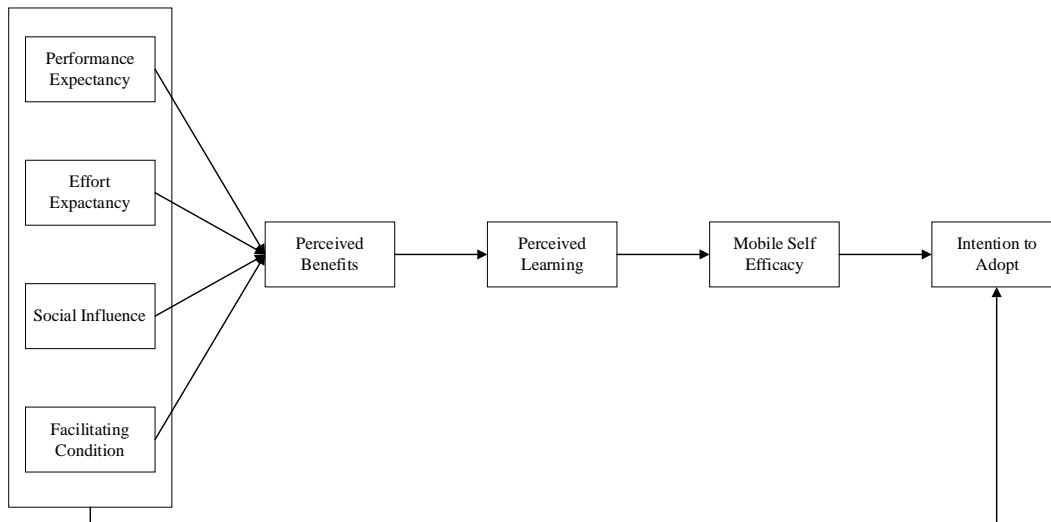 Performance
Expectancy
Effort
Expactancy
Social Influence
Facilitating
Condition
Perceived
Benefits
Perceived
Learning
Mobile Self
Efficacy
Intention to
Adopt